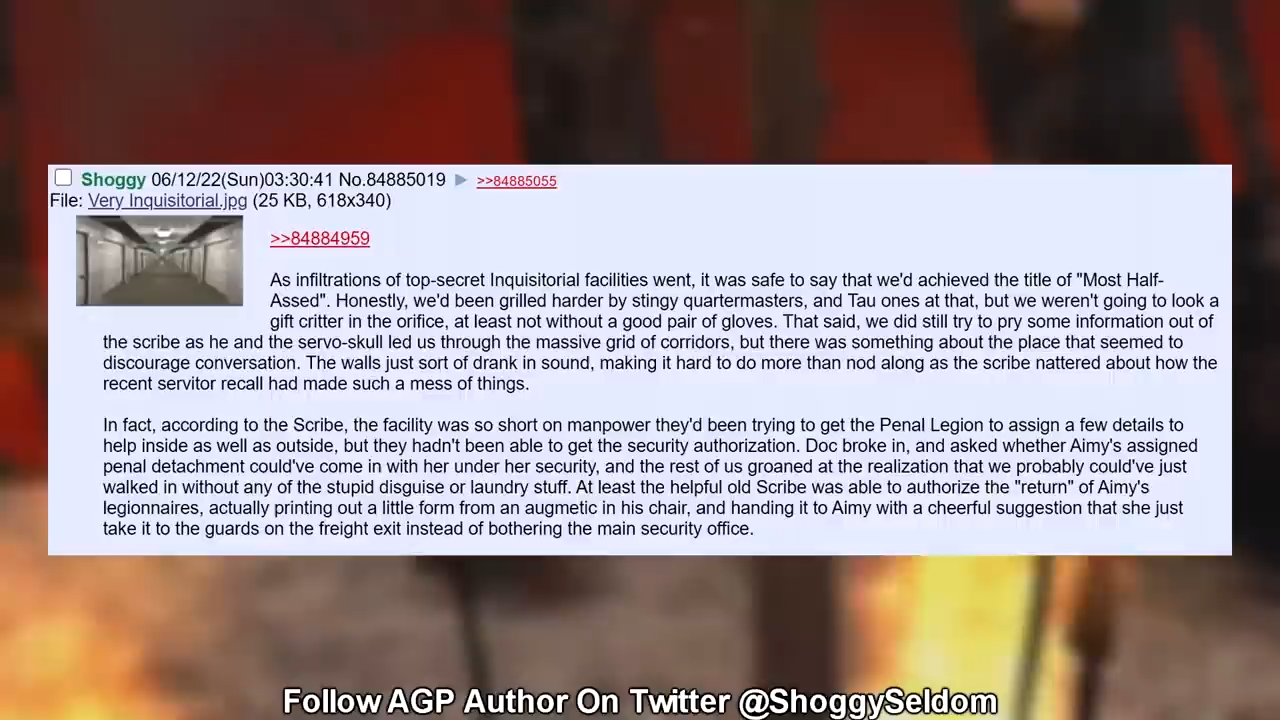 Shoggy 06/12/22(Sun)03:30:41 No.84885019 ▶ >>84885055
File: Very Inquisitorial.jpg (25 KB, 618x340)
>>84884959
As infiltrations of top-secret Inquisitorial facilities went, it was safe to say that we'd achieved the title of "Most Half-
Assed". Honestly, we'd been grilled harder by stingy quartermasters, and Tau ones at that, but we weren't going to look a
gift critter in the orifice, at least not without a good pair of gloves. That said, we did still try to pry some information out of
the scribe as he and the servo-skull led us through the massive grid of corridors, but there was something about the place that seemed to
discourage conversation. The walls just sort of drank in sound, making it hard to do more than nod along as the scribe nattered about how the
recent servitor recall had made such a mess of things.
In fact, according to the Scribe, the facility was so short on manpower they'd been trying to get the Penal Legion to assign a few details to
help inside as well as outside, but they hadn't been able to get the security authorization. Doc broke in, and asked whether Aimy's assigned
penal detachment could've come in with her under her security, and the rest of us groaned at the realization that we probably could've just
walked in without any of the stupid disguise or laundry stuff. At least the helpful old Scribe was able to authorize the "return" of Aimy's
legionnaires, actually printing out a little form from an augmetic in his chair, and handing it to Aimy with a cheerful suggestion that she just
take it to the guards on the freight exit instead of bothering the main security office.
Follow AGP Author On Twitter @ShoggySeldom